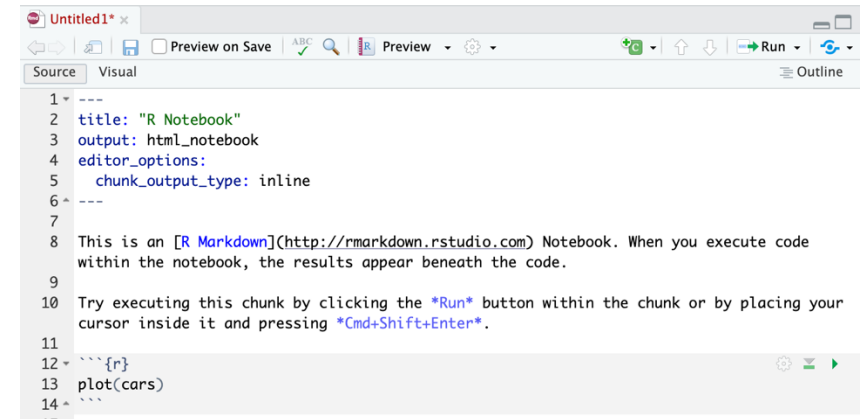 Untitled1*
Preview on Save ABC R Preview C Run
Source Visual Outline
1 ---
2 title: "R Notebook"
3 output: html_notebook
4 editor_options:
5   chunk_output_type: inline
6 ---
7
8 This is an [R Markdown](http://rmarkdown.rstudio.com) Notebook. When you execute code
within the notebook, the results appear beneath the code.
9
10 Try executing this chunk by clicking the *Run* button within the chunk or by placing your
cursor inside it and pressing *Cmd+Shift+Enter*.
11
12 ```{r}
13 plot(cars)
14 ```